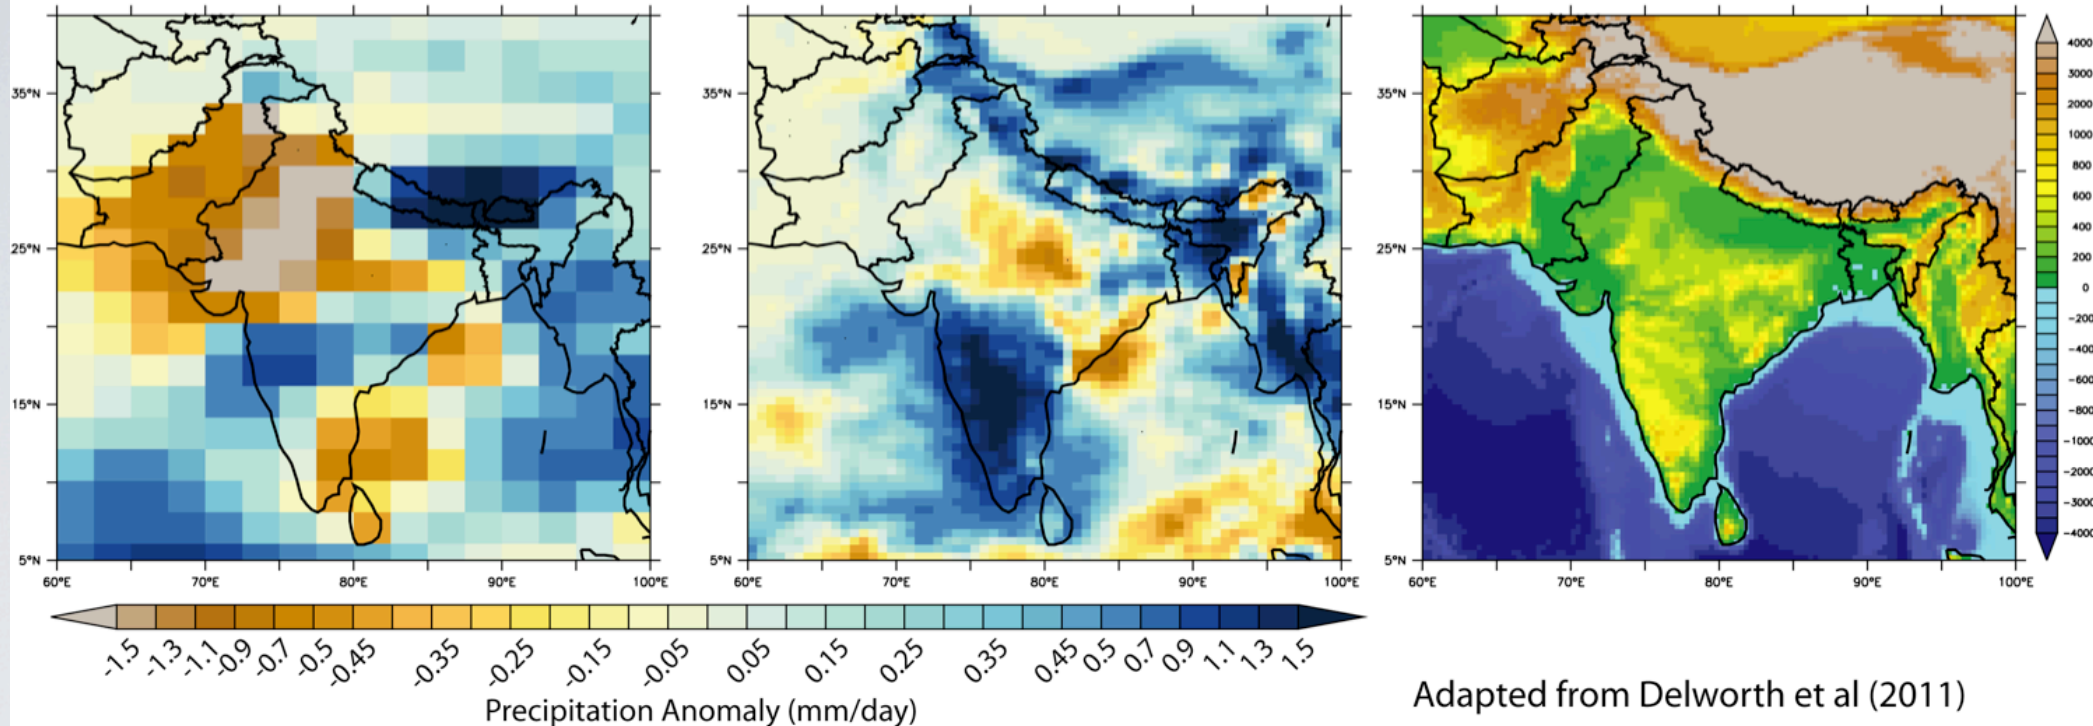 35°N
25°N
15°N
5°N
60°E 70°E 80°E 90°E 100°E
35°N
25°N
15°N
5°N
60°E 70°E 80°E 90°E 100°E
35°N
25°N
15°N
5°N
60°E 70°E 80°E 90°E 100°E
4000
3000
2000
1000
800
600
400
200
0
-200
-400
-600
-800
-1000
-2000
-3000
-4000
-1.5 -1.3 -1.1 -0.9 -0.7 -0.5 -0.45 -0.35 -0.25 -0.15 -0.05 0.05 0.15 0.25 0.35 0.45 0.5 0.7 0.9 1.1 1.3 1.5
Precipitation Anomaly (mm/day)
Adapted from Delworth et al (2011)